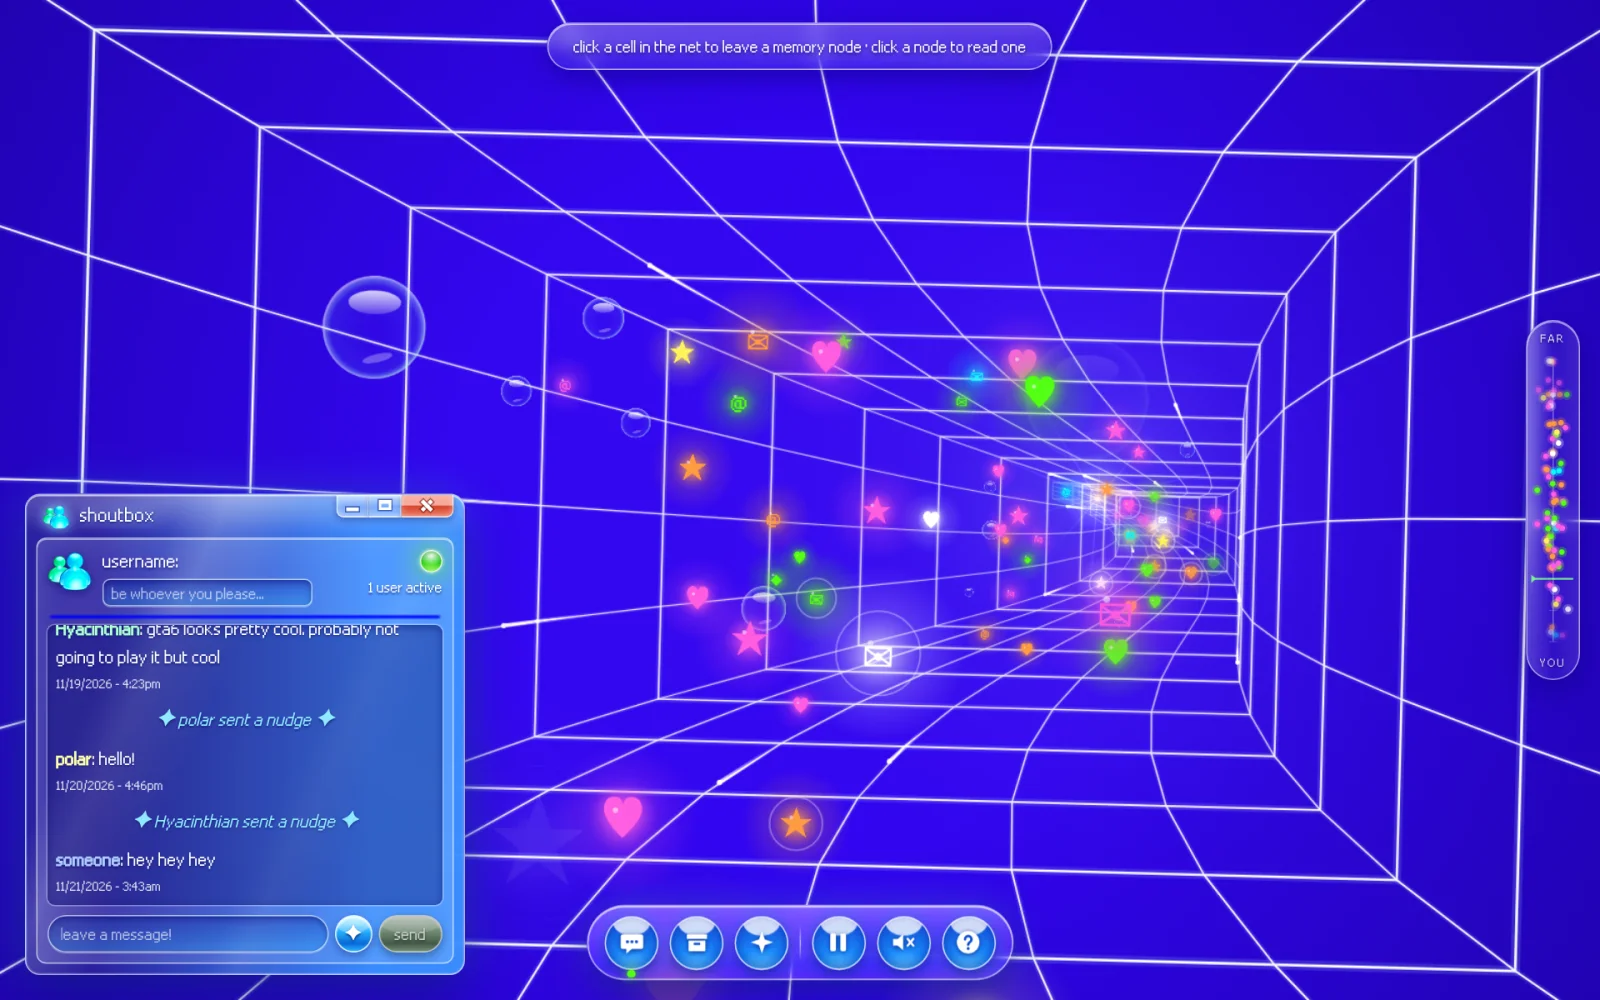 click a cell in the net to leave a memory node · click a node to read one
FAR
YOU
shoutbox
username:
be whoever you please...
1 user active
Hyacinthian: gta6 looks pretty cool. probably not
going to play it but cool
11/19/2026 - 4:23pm
polar sent a nudge
polar: hello!
11/20/2026 - 4:46pm
Hyacinthian sent a nudge
someone: hey hey hey
11/21/2026 - 3:43am
leave a message!
send